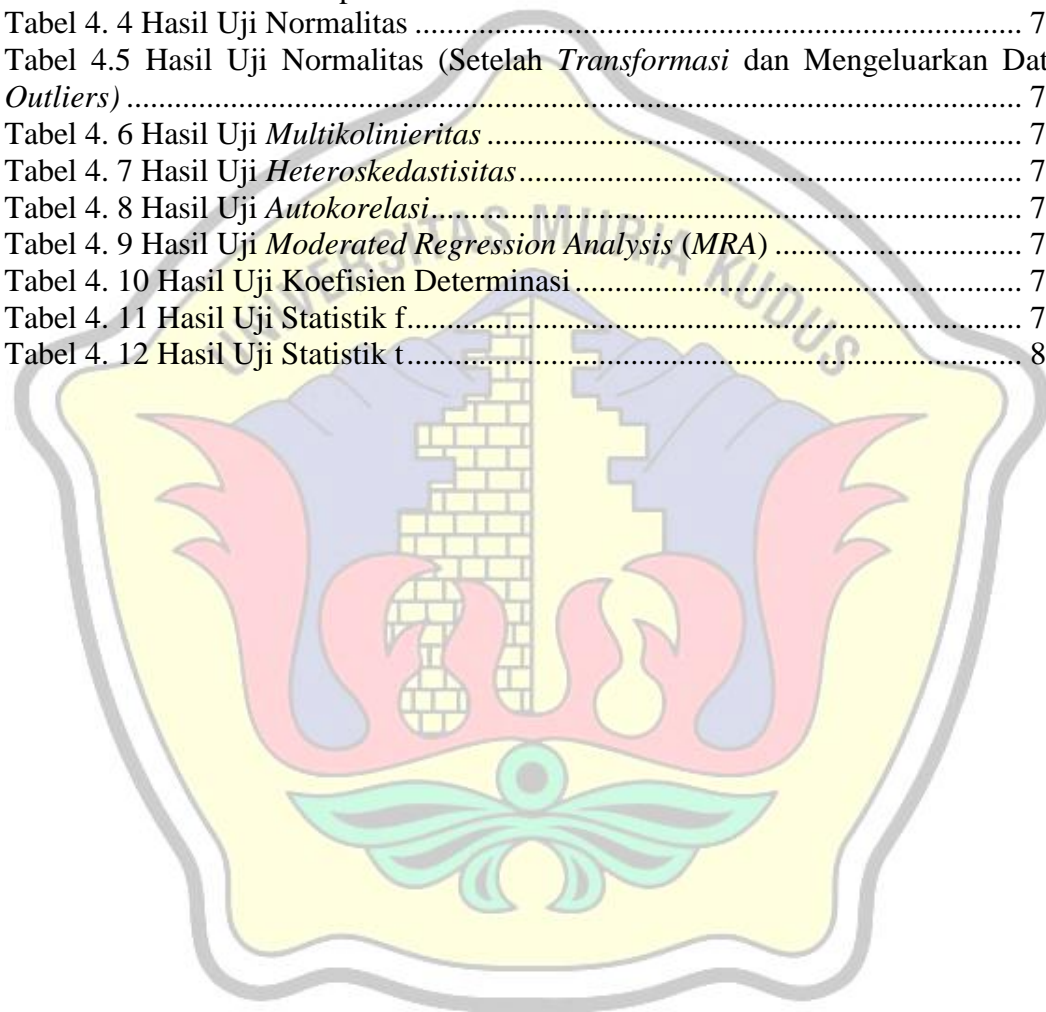 Tabel 4. 4 Hasil Uji Normalitas ............................................................................ 7
Tabel 4.5 Hasil Uji Normalitas (Setelah Transformasi dan Mengeluarkan Dat
Outliers) ................................................................................................................ 7
Tabel 4. 6 Hasil Uji Multikolinieritas ................................................................... 7
Tabel 4. 7 Hasil Uji Heteroskedastisitas ............................................................... 7
Tabel 4. 8 Hasil Uji Autokorelasi .......................................................................... 7
Tabel 4. 9 Hasil Uji Moderated Regression Analysis (MRA) ............................... 7
Tabel 4. 10 Hasil Uji Koefisien Determinasi ........................................................ 7
Tabel 4. 11 Hasil Uji Statistik f ............................................................................. 7
Tabel 4. 12 Hasil Uji Statistik t ............................................................................. 8
UNIVERSITAS MURIA KUDUS